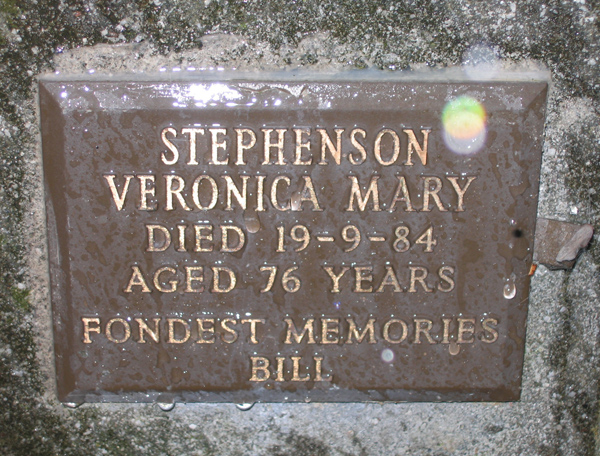 STEPHENSON
VERONICA MARY
DIED 19-9-84
AGED 76 YEARS
FONDEST MEMORIES
BILL